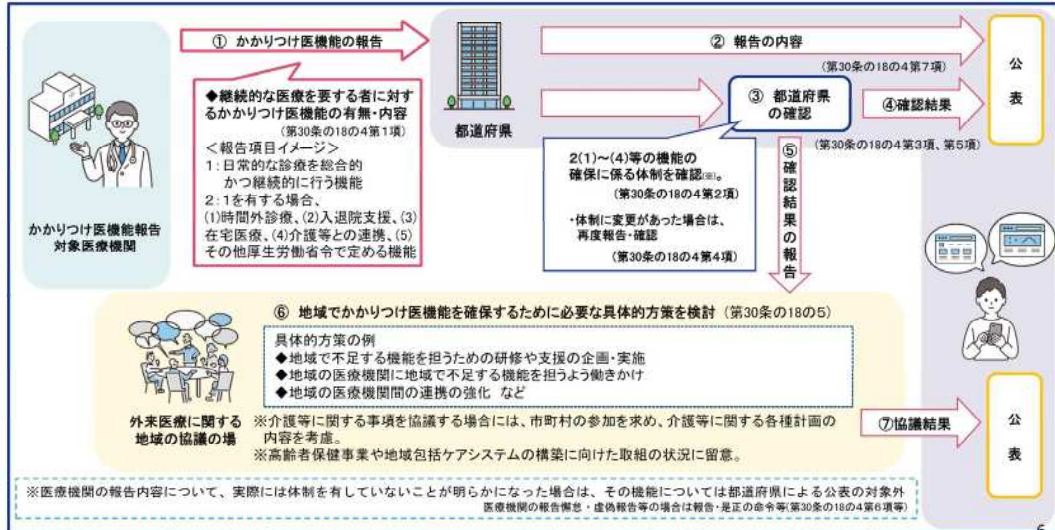 ① かかりつけ医機能の報告
② 報告の内容
(第30条の18の4第7項)
公
表
◆継続的な医療を要する者に対す
るかかりつけ医機能の有無・内容
(第30条の18の4第1項)
<報告項目イメージ>
1:日常的な診療を総合的
かつ継続的に行う機能
2:1を有する場合、
(1)時間外診療、(2)入退院支援、(3)
在宅医療、(4)介護等との連携、(5)
その他厚生労働省令で定める機能
かかりつけ医機能報告
対象医療機関
都道府県
③ 都道府県
の確認
④確認結果
(第30条の18の4第3項、第5項)
2(1)~(4)等の機能の
確保に係る体制を確認(※)。
(第30条の18の4第2項)
・体制に変更があった場合は、
再度報告・確認
(第30条の18の4第4項)
⑤確認結果の報告
⑥ 地域でかかりつけ医機能を確保するために必要な具体的方策を検討 (第30条の18の5)
具体的方策の例
◆地域で不足する機能を担うための研修や支援の企画・実施
◆地域の医療機関に地域で不足する機能を担うよう働きかけ
◆地域の医療機関間の連携の強化 など
外来医療に関する
地域の協議の場
※介護等に関する事項を協議する場合には、市町村の参加を求め、介護等に関する各種計画の
内容を考慮。
※高齢者保健事業や地域包括ケアシステムの構築に向けた取組の状況に留意。
⑦協議結果
公
表
※医療機関の報告内容について、実際には体制を有していないことが明らかになった場合は、その機能については都道府県による公表の対象外
医療機関の報告懈怠・虚偽報告等の場合は報告・是正の命令等(第30条の18の4第6項等)
6